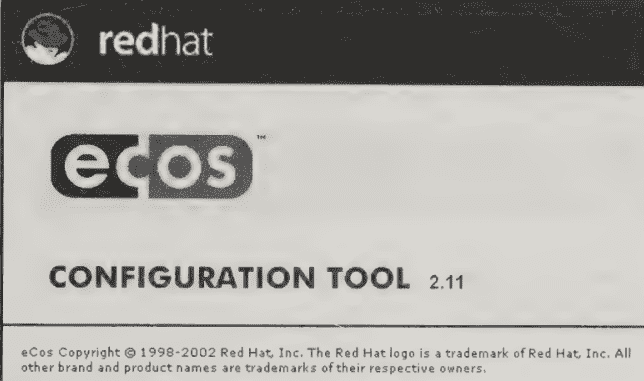 redhat
ecos™
CONFIGURATION TOOL 2.11
eCos Copyright © 1998-2002 Red Hat, Inc. The Red Hat logo is a trademark of Red Hat, Inc. All
other brand and product names are trademarks of their respective owners.